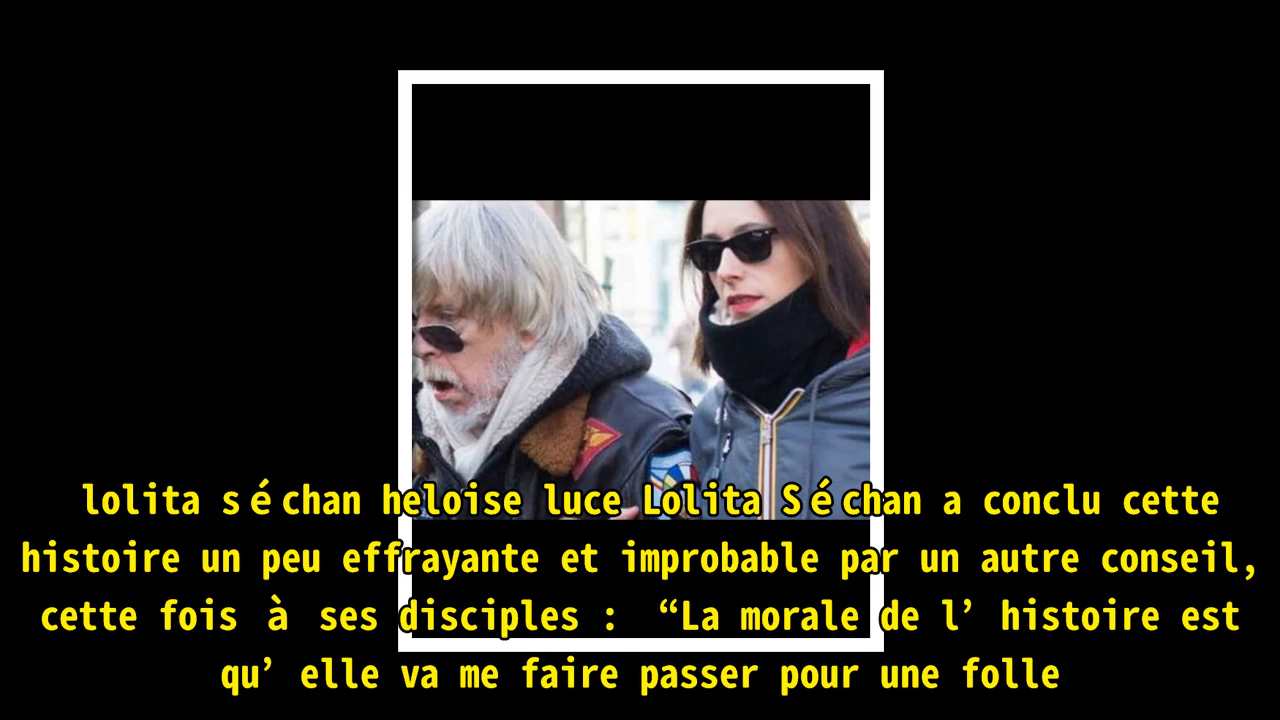 lolita séchan heloise luce Lolita Séchan a conclu cette
histoire un peu effrayante et improbable par un autre conseil,
cette fois à ses disciples : “La morale de l’ histoire est
qu’ elle va me faire passer pour une folle